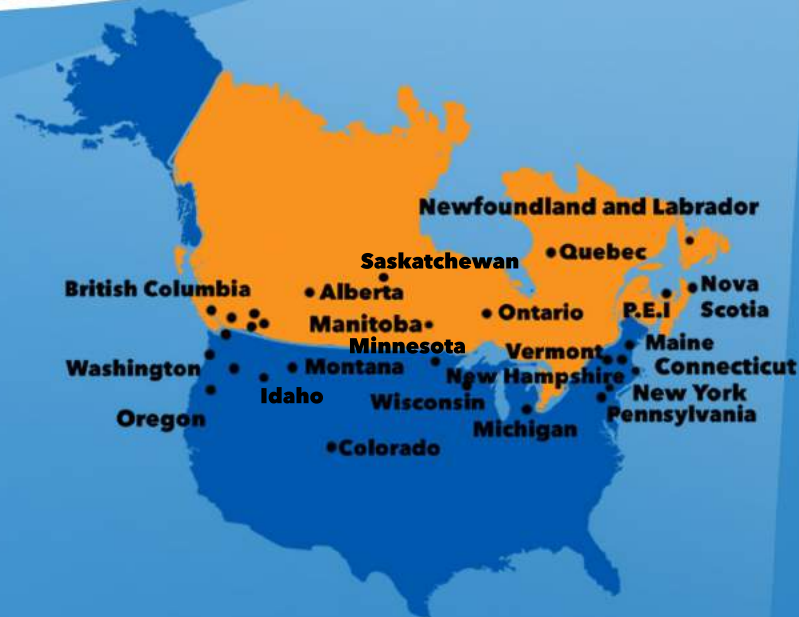 Newfoundland and Labrador
Quebec
Saskatchewan
British Columbia
Alberta
Nova
Scotia
Ontario
P.E.I
Manitoba
Minnesota
Vermont
Maine
Washington
Montana
New Hampshire
Connecticut
Idaho
Wisconsin
New York
Oregon
Michigan
Pennsylvania
Colorado